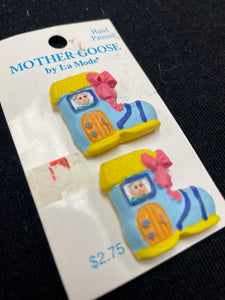 Hand
Painted
MOTHER GOOSE
by La Mode®
$2.75